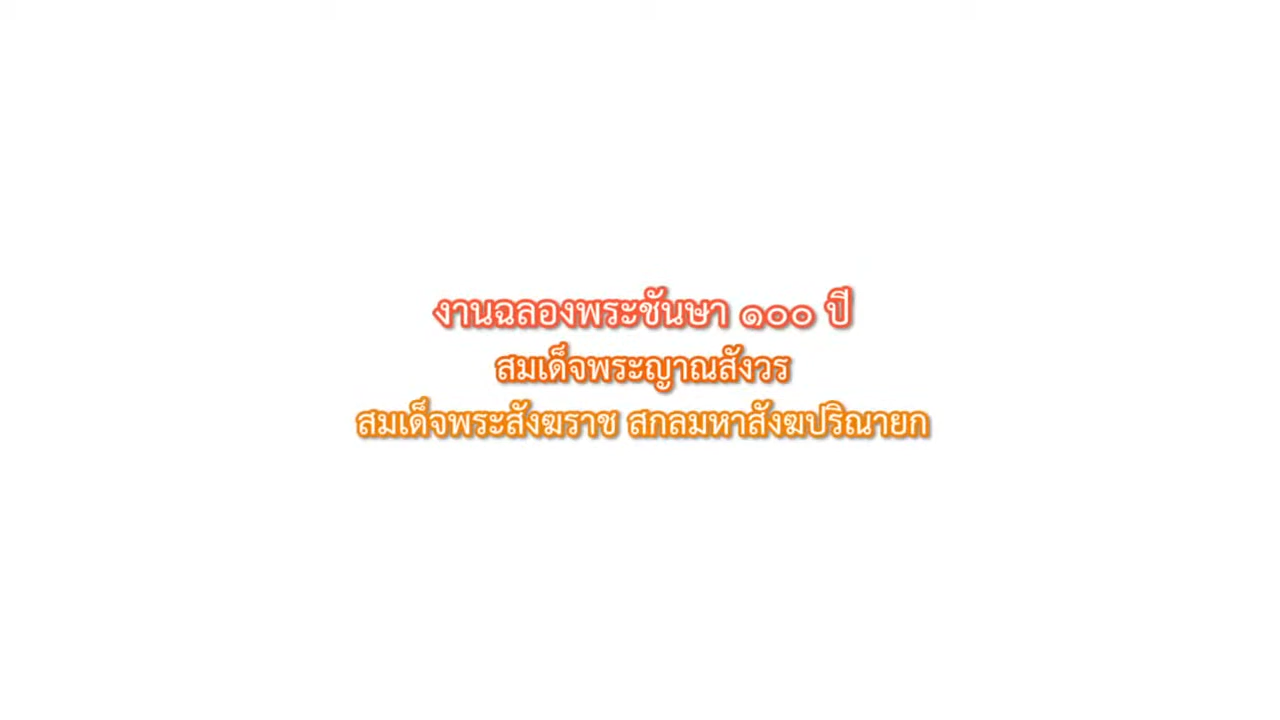 งานฉลองพระชันษา ๑๐๐ ปี
สมเด็จพระญาณสังวร
สมเด็จพระสังฆราช สกลมหาสังฆปริณายก